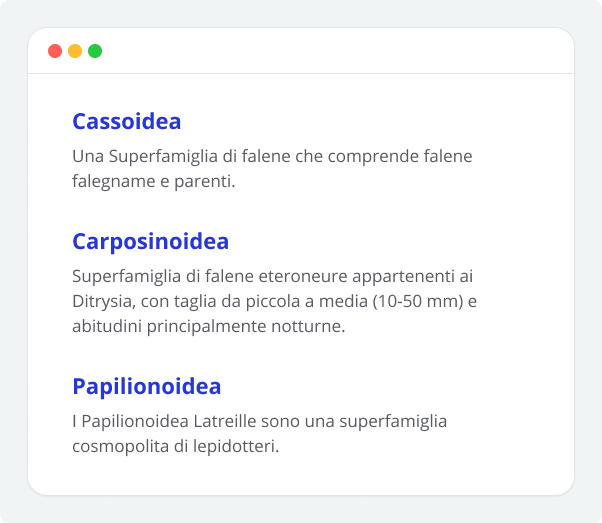 Cassoidea
Una Superfamiglia di falene che comprende falene
falegname e parenti.
Carposinoidea
Superfamiglia di falene eteroneure appartenenti ai
Ditrysia, con taglia da piccola a media (10-50 mm) e
abitudini principalmente notturne.
Papilionoidea
I Papilionoidea Latreille sono una superfamiglia
cosmopolita di lepidotteri.